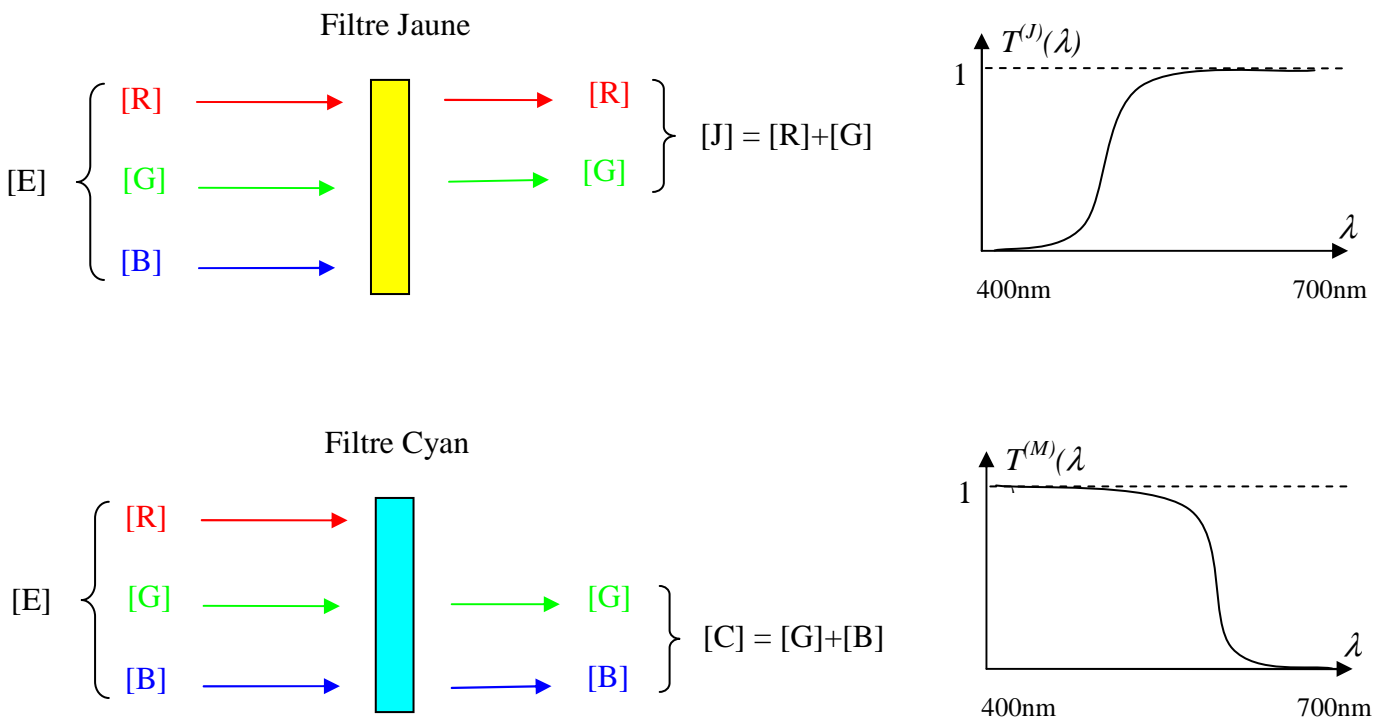 Filtre Jaune
T^(J)(λ)
1
[R] [R]
[E] [G] [G] [J] = [R]+[G]
[B]
λ
400nm 700nm
Filtre Cyan
T^(M)(λ
1
[R]
[E] [G] [G] [C] = [G]+[B]
[B] [B]
λ
400nm 700nm